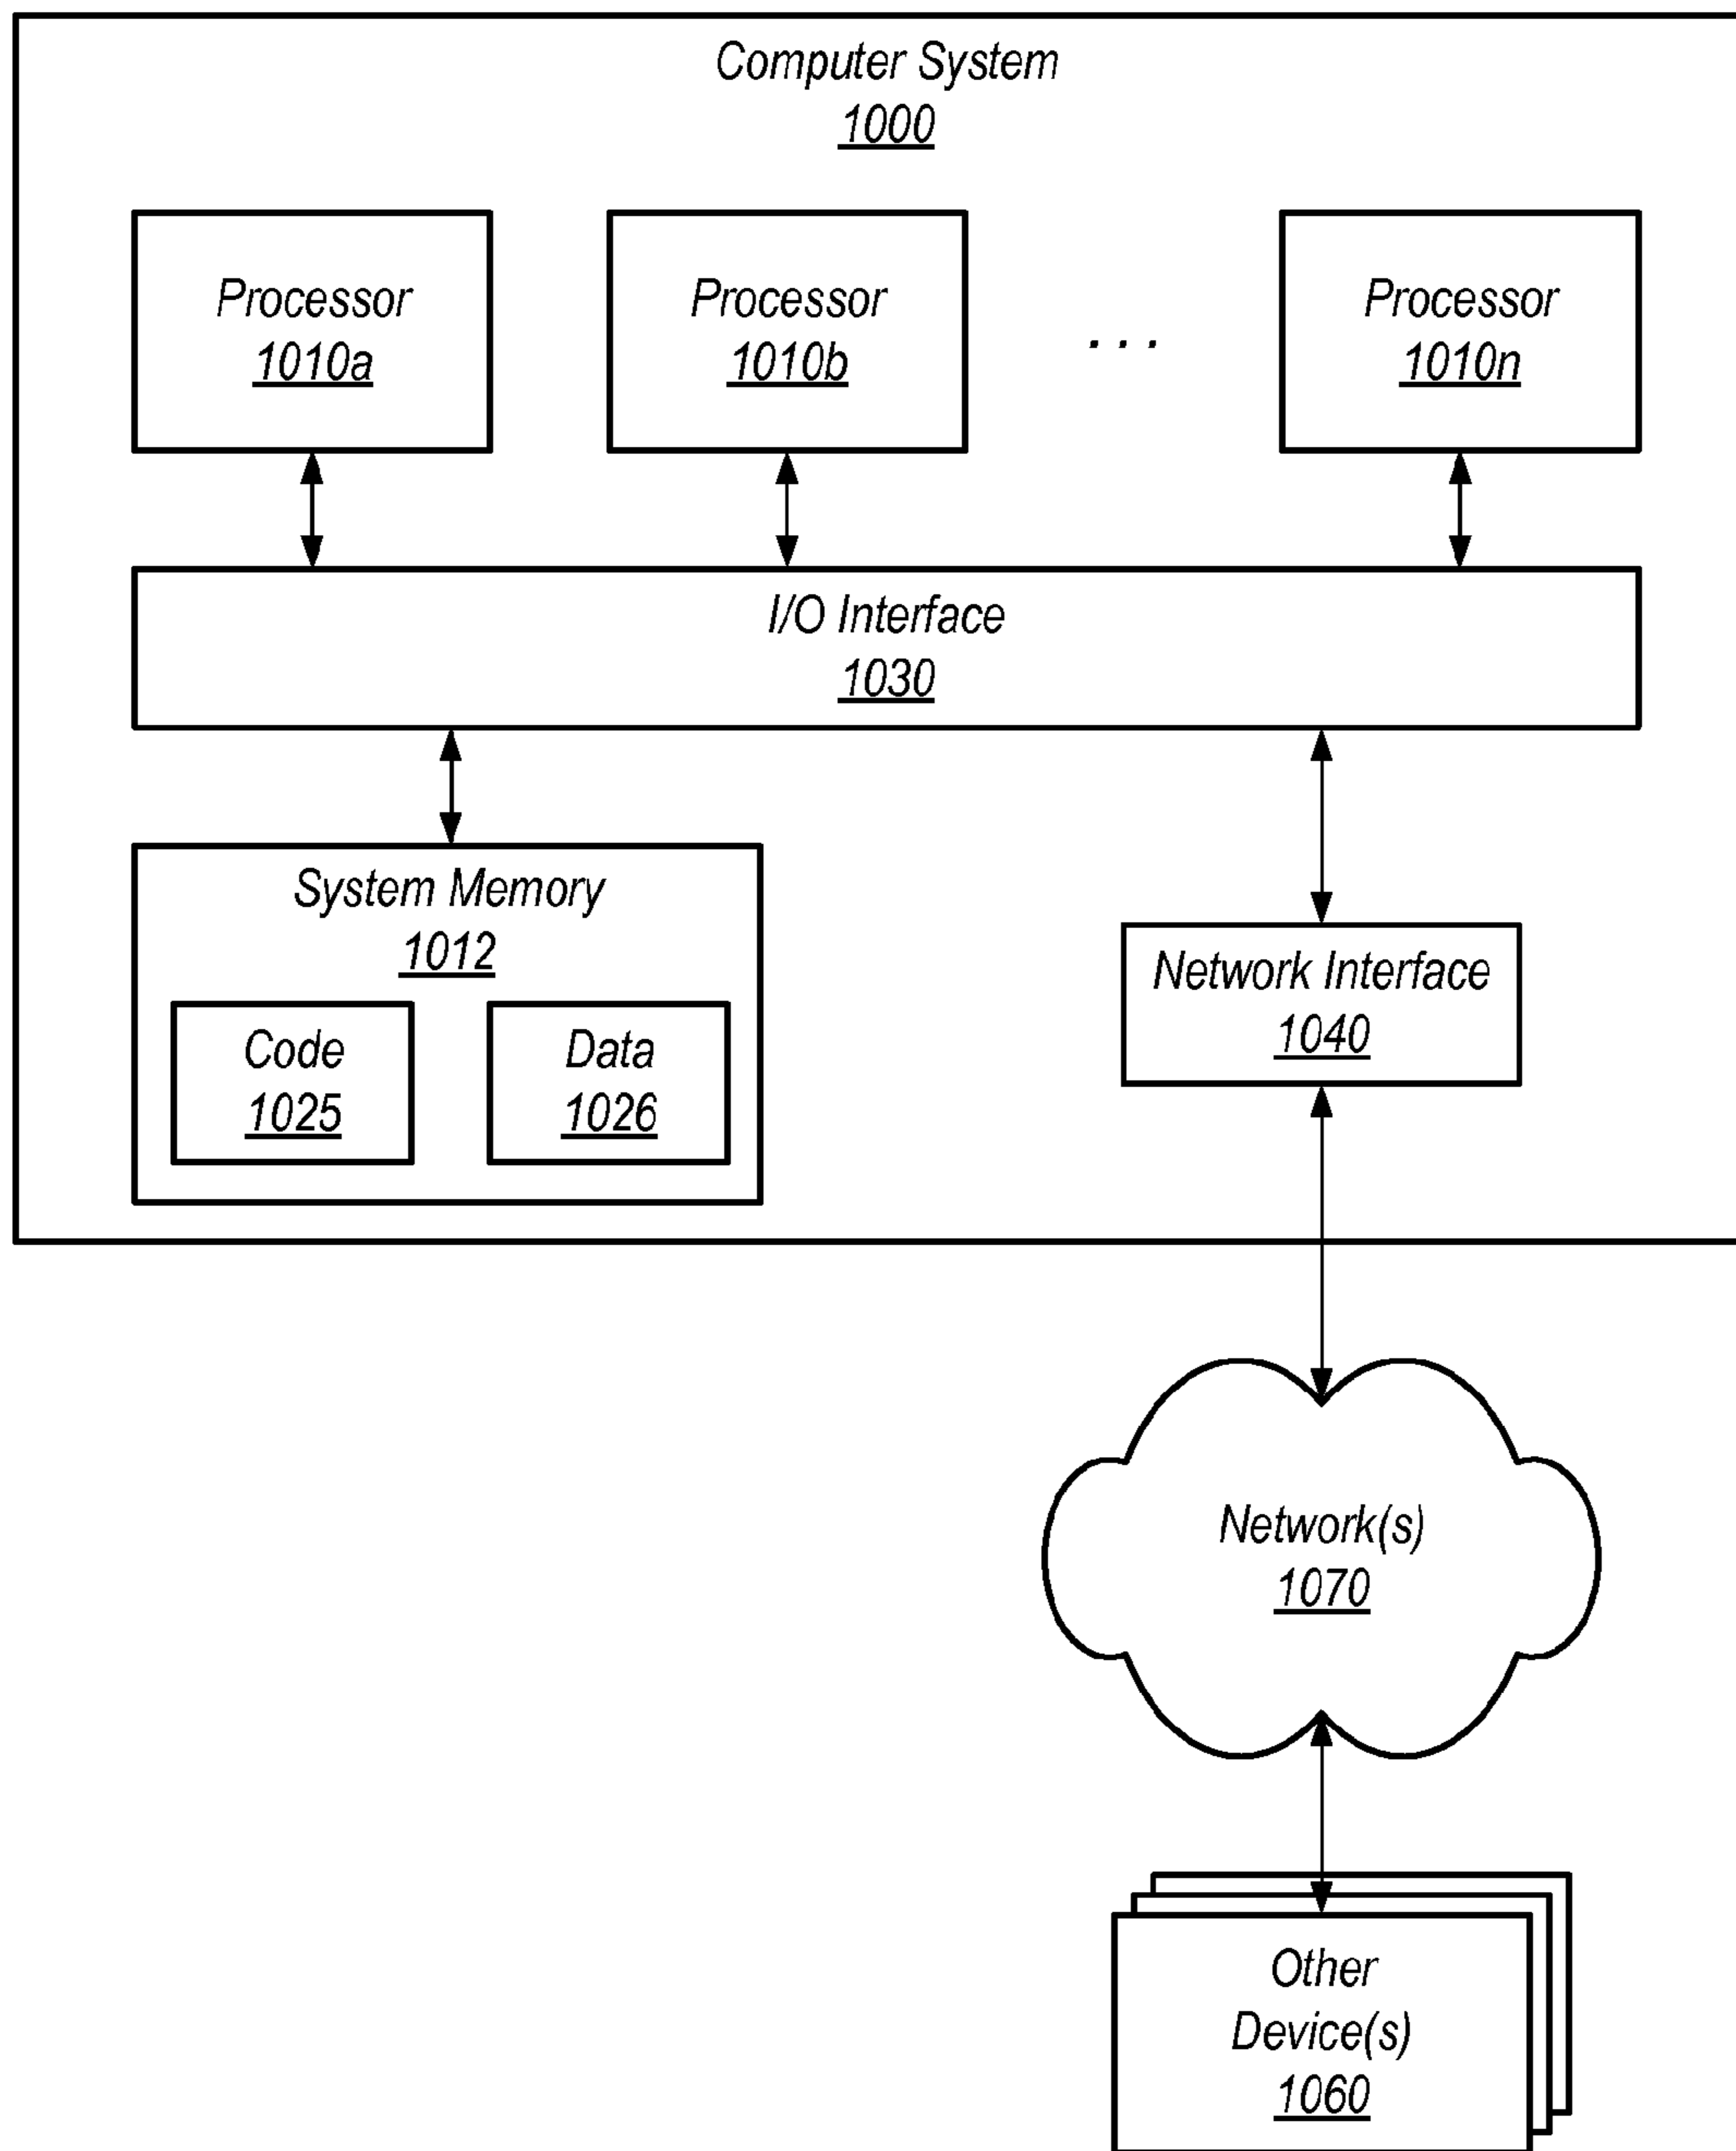 Computer System
1000
Processor
1010a
Processor
1010b
. . .
Processor
1010n
I/O Interface
1030
System Memory
1012
Code
1025
Data
1026
Network Interface
1040
Network(s)
1070
Other
Device(s)
1060